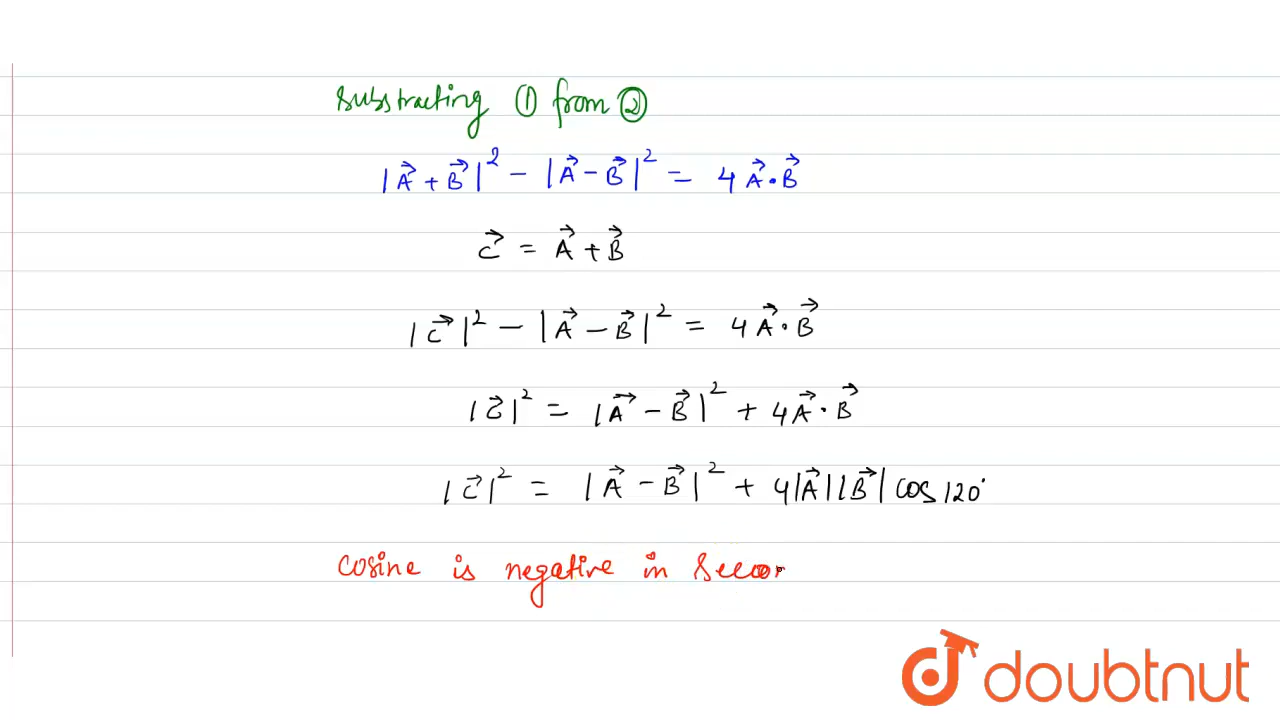 Substracting ① from ②
|A⃗ + B⃗|² − |A⃗ − B⃗|² = 4 A⃗ · B⃗
C⃗ = A⃗ + B⃗
|C⃗|² − |A⃗ − B⃗|² = 4 A⃗ · B⃗
|C⃗|² = |A⃗ − B⃗|² + 4 A⃗ · B⃗
|C⃗|² = |A⃗ − B⃗|² + 4|A⃗||B⃗| cos 120°
cosine is negative in
doubtnut